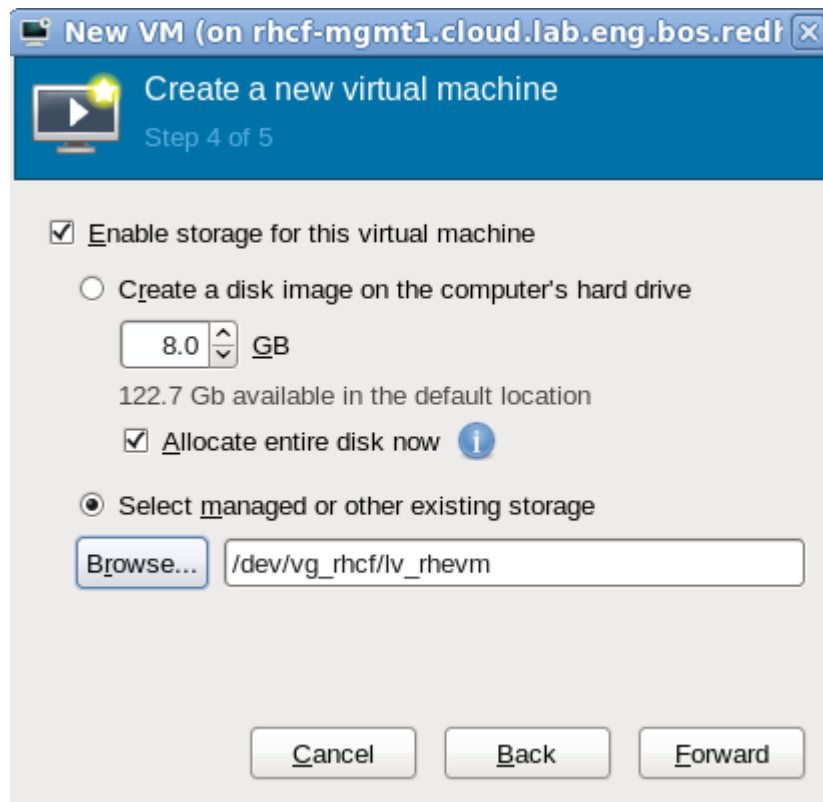 New VM (on rhcf-mgmt1.cloud.lab.eng.bos.redh
Create a new virtual machine
Step 4 of 5
Enable storage for this virtual machine
Create a disk image on the computer's hard drive
8.0 GB
122.7 Gb available in the default location
Allocate entire disk now
Select managed or other existing storage
Browse... /dev/vg_rhcf/lv_rhevm
Cancel Back Forward